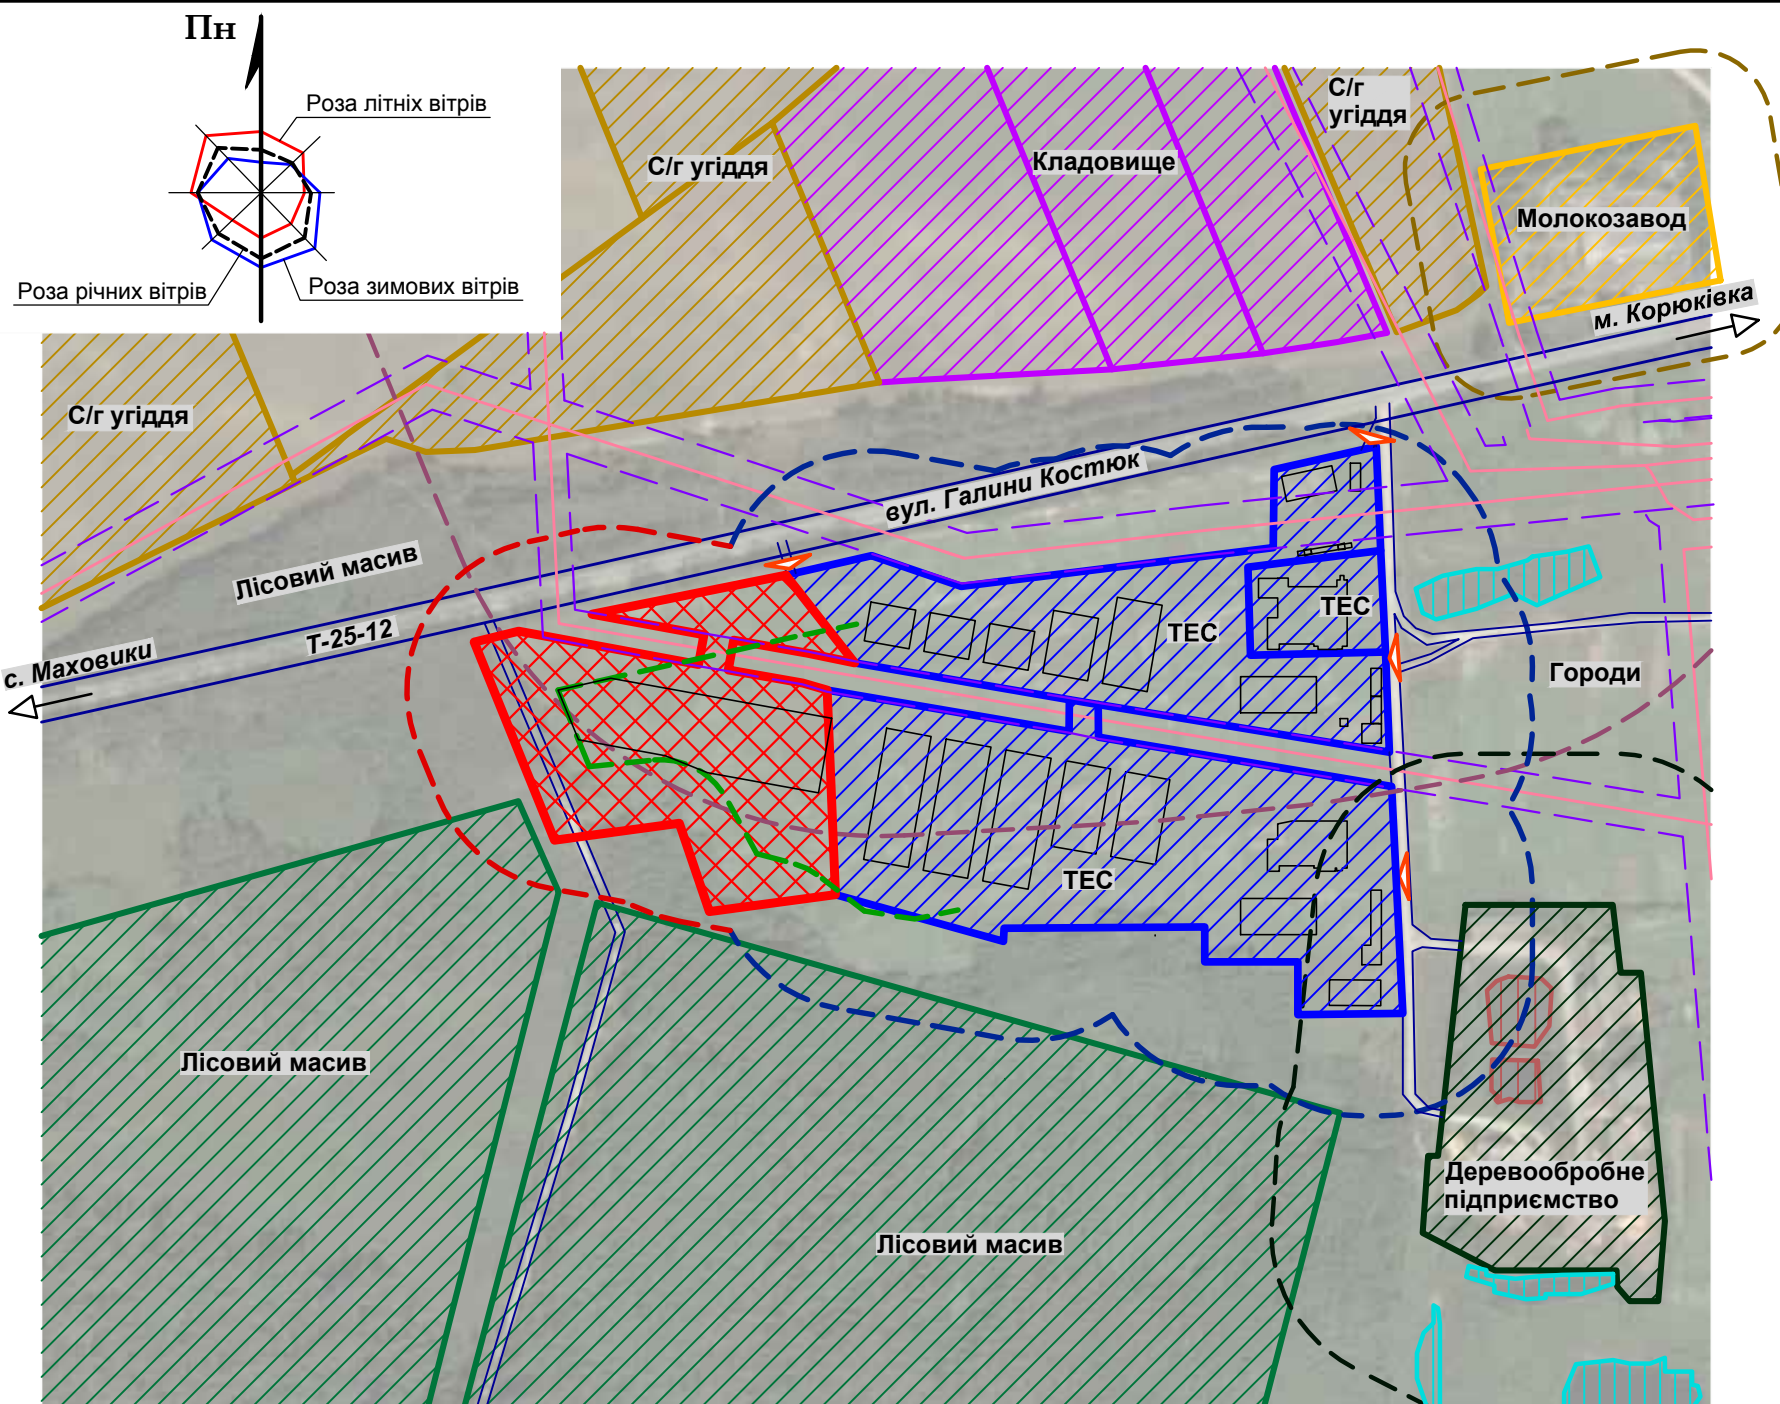 Пн
Роза літніх вітрів
Роза річних вітрів
Роза зимових вітрів
С/г
угіддя
С/г угіддя
Кладовище
Молокозавод
м. Корюківка
С/г угіддя
вул. Галини Костюк
Лісовий масив
Т-25-12
с. Маховики
ТЕС
ТЕС
Городи
ТЕС
Лісовий масив
Деревообробне
підприємство
Лісовий масив